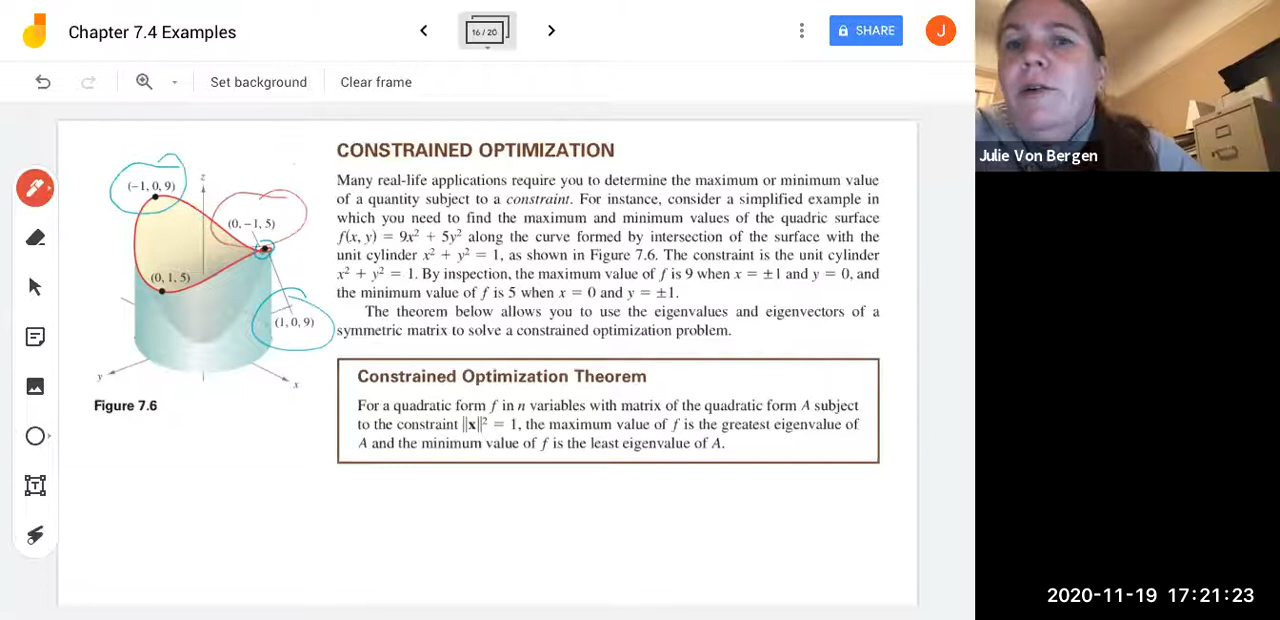 Chapter 7.4 Examples
16 / 20
SHARE
J
Set background
Clear frame
Julie Von Bergen
CONSTRAINED OPTIMIZATION
Many real-life applications require you to determine the maximum or minimum value
of a quantity subject to a constraint. For instance, consider a simplified example in
which you need to find the maximum and minimum values of the quadric surface
f(x, y) = 9x² + 5y² along the curve formed by intersection of the surface with the
unit cylinder x² + y² = 1, as shown in Figure 7.6. The constraint is the unit cylinder
x² + y² = 1. By inspection, the maximum value of f is 9 when x = ±1 and y = 0, and
the minimum value of f is 5 when x = 0 and y = ±1.
The theorem below allows you to use the eigenvalues and eigenvectors of a
symmetric matrix to solve a constrained optimization problem.
z
(−1, 0, 9)
(0, −1, 5)
(0, 1, 5)
(1, 0, 9)
y
x
Figure 7.6
Constrained Optimization Theorem
For a quadratic form f in n variables with matrix of the quadratic form A subject
to the constraint ||x||² = 1, the maximum value of f is the greatest eigenvalue of
A and the minimum value of f is the least eigenvalue of A.
T
2020-11-19 17:21:23